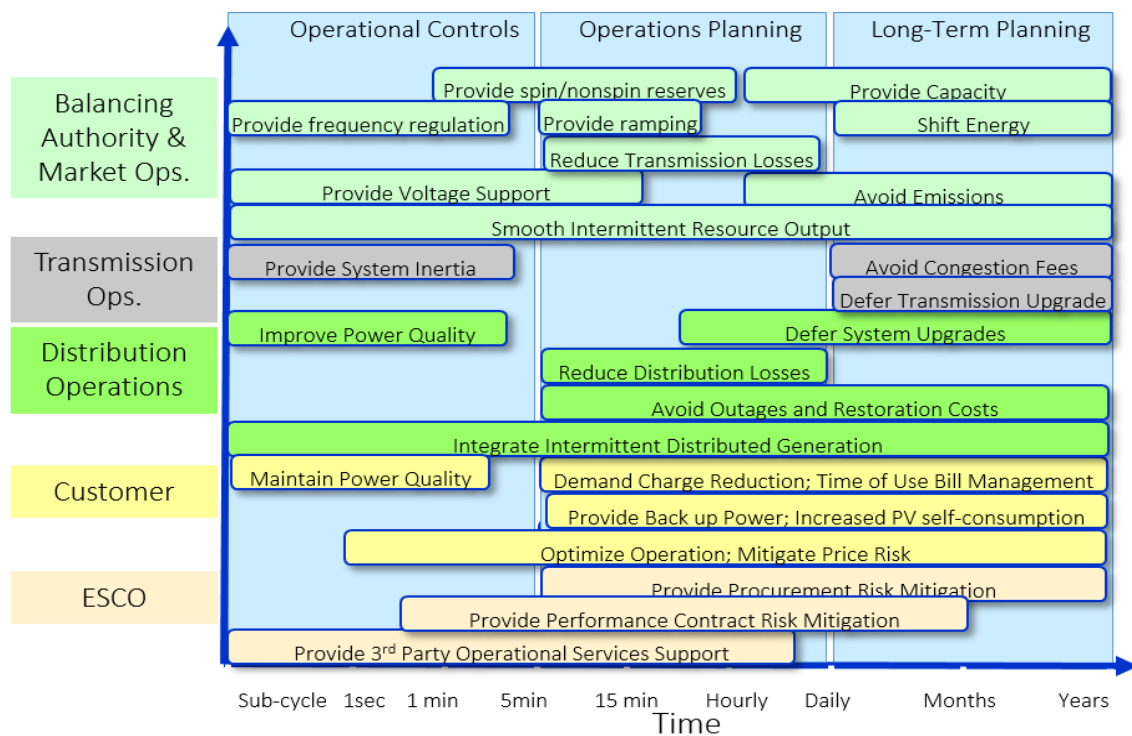 Operational Controls
Operations Planning
Long-Term Planning
Balancing
Authority &
Market Ops.
Provide spin/nonspin reserves
Provide Capacity
Provide frequency regulation
Provide ramping
Shift Energy
Reduce Transmission Losses
Provide Voltage Support
Avoid Emissions
Smooth Intermittent Resource Output
Transmission
Ops.
Provide System Inertia
Avoid Congestion Fees
Defer Transmission Upgrade
Distribution
Operations
Improve Power Quality
Defer System Upgrades
Reduce Distribution Losses
Avoid Outages and Restoration Costs
Integrate Intermittent Distributed Generation
Customer
Maintain Power Quality
Demand Charge Reduction; Time of Use Bill Management
Provide Back up Power; Increased PV self-consumption
Optimize Operation; Mitigate Price Risk
ESCO
Provide Procurement Risk Mitigation
Provide Performance Contract Risk Mitigation
Provide 3rd Party Operational Services Support
Sub-cycle
1sec
1 min
5min
15 min
Hourly
Daily
Months
Years
Time